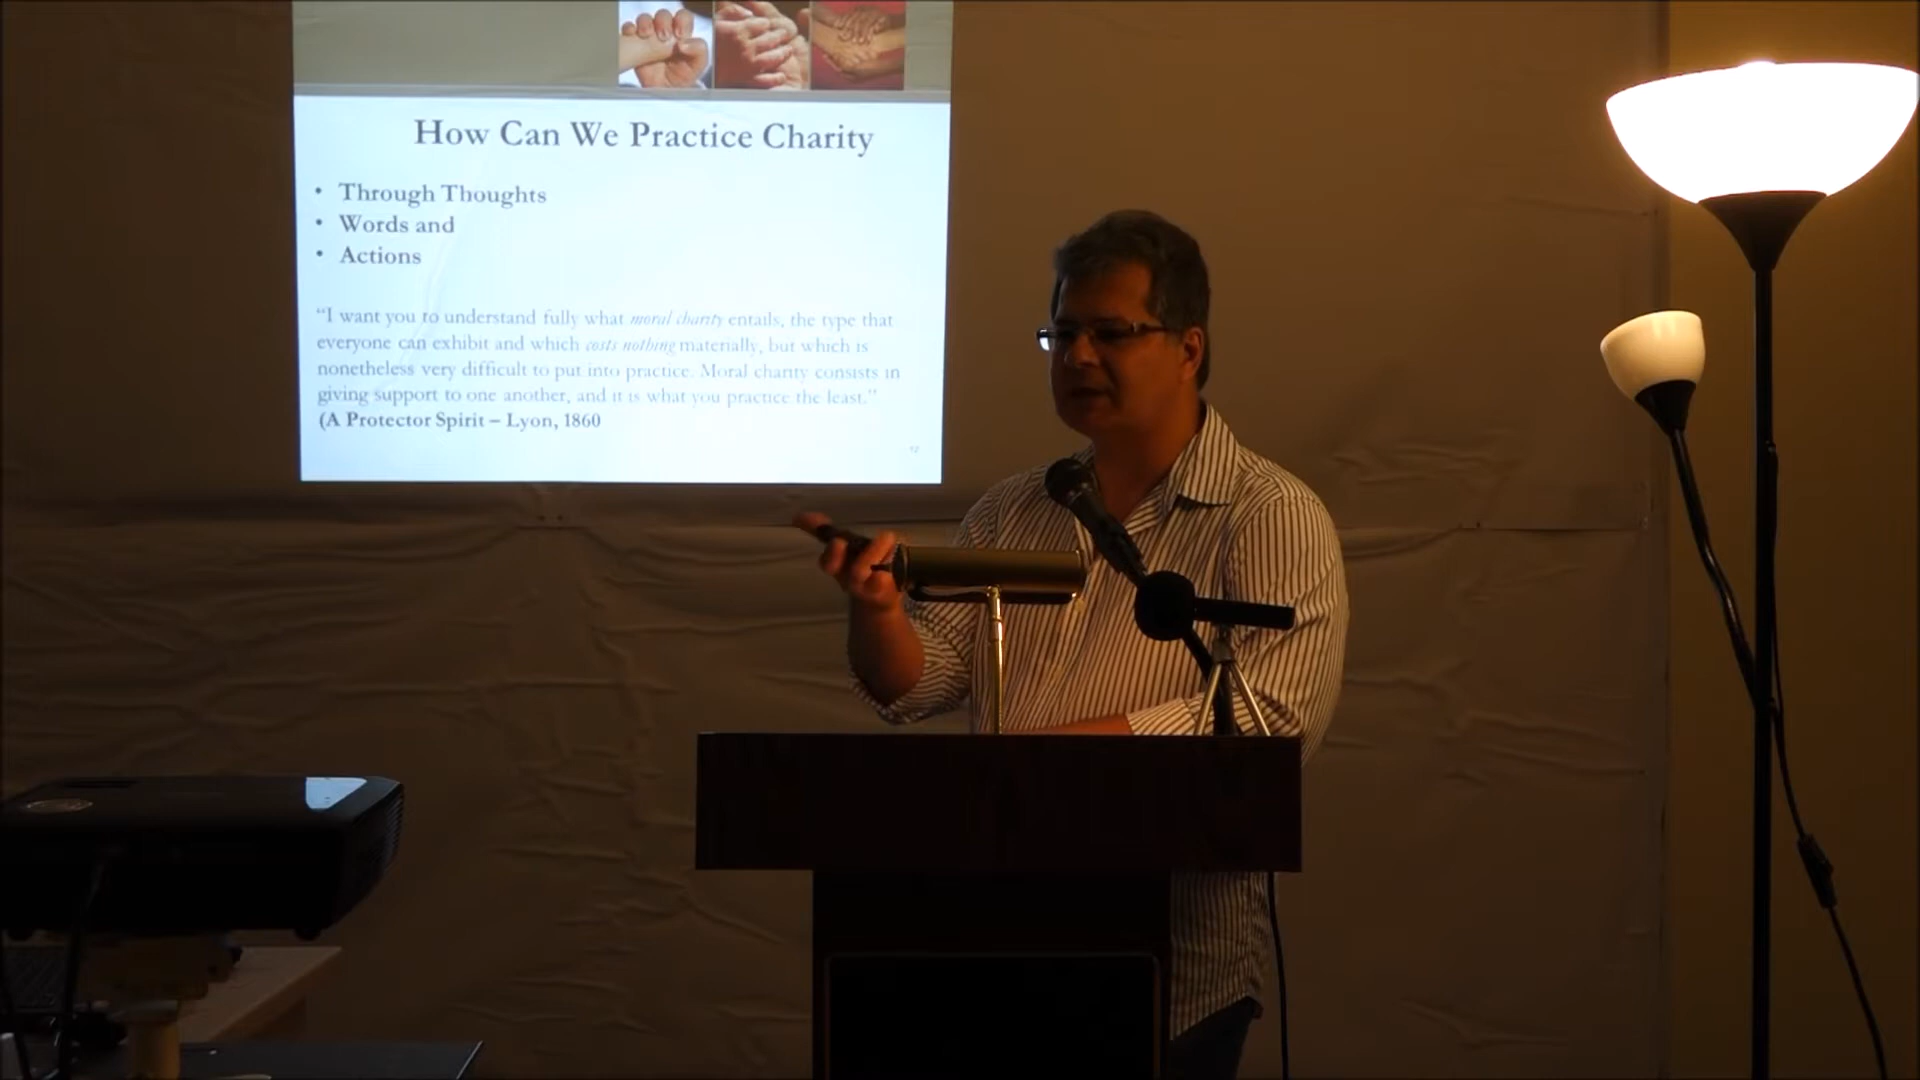 How Can We Practice Charity
• Through Thoughts
• Words and
• Actions
“I want you to understand fully what moral charity entails, the type that
everyone can exhibit and which costs nothing materially, but which is
nonetheless very difficult to put into practice. Moral charity consists in
giving support to one another, and it is what you practice the least.”
(A Protector Spirit – Lyon, 1860